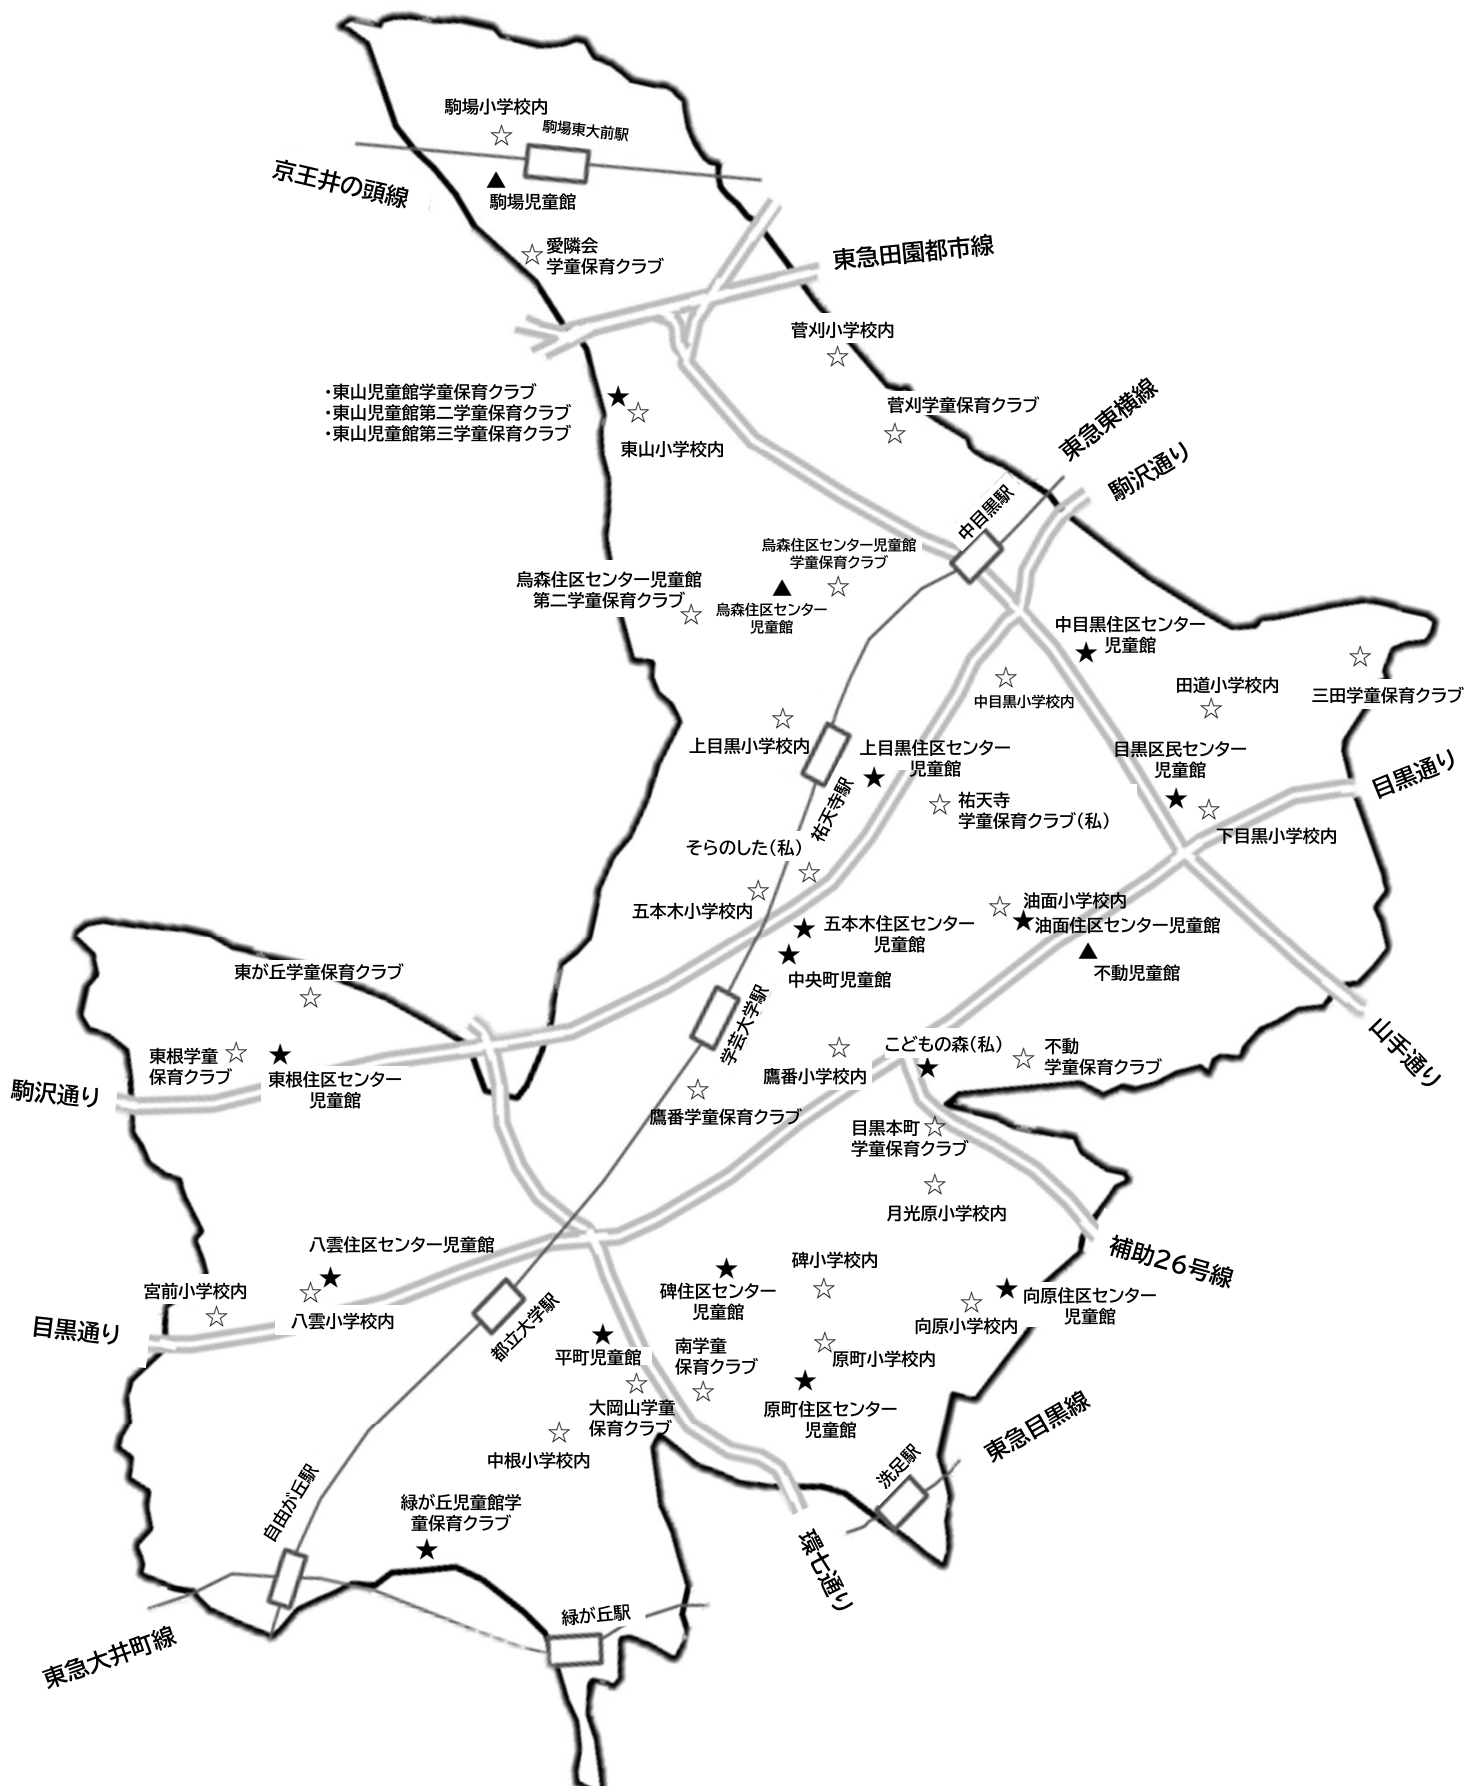 駒場小学校内
駒場東大前駅
京王井の頭線
駒場児童館
愛隣会
学童保育クラブ
東急田園都市線
菅刈小学校内
・東山児童館学童保育クラブ
・東山児童館第二学童保育クラブ
・東山児童館第三学童保育クラブ
東山小学校内
菅刈学童保育クラブ
東急東横線
駒沢通り
中目黒駅
烏森住区センター児童館
学童保育クラブ
烏森住区センター児童館
第二学童保育クラブ
烏森住区センター
児童館
中目黒住区センター
児童館
中目黒小学校内
田道小学校内
三田学童保育クラブ
上目黒小学校内
上目黒住区センター
児童館
目黒区民センター
児童館
目黒通り
祐天寺駅
祐天寺
学童保育クラブ(私)
下目黒小学校内
そらのした(私)
五本木小学校内
油面小学校内
油面住区センター児童館
五本木住区センター
児童館
中央町児童館
不動児童館
東が丘学童保育クラブ
学芸大学駅
東根学童
保育クラブ
東根住区センター
児童館
駒沢通り
こどもの森(私)
不動
学童保育クラブ
山手通り
鷹番小学校内
鷹番学童保育クラブ
目黒本町
学童保育クラブ
月光原小学校内
補助26号線
八雲住区センター児童館
宮前小学校内
八雲小学校内
目黒通り
都立大学駅
碑住区センター
児童館
碑小学校内
向原住区センター
児童館
向原小学校内
平町児童館
南学童
保育クラブ
原町小学校内
大岡山学童
保育クラブ
原町住区センター
児童館
東急目黒線
中根小学校内
洗足駅
自由が丘駅
緑が丘児童館学
童保育クラブ
環七通り
緑が丘駅
東急大井町線